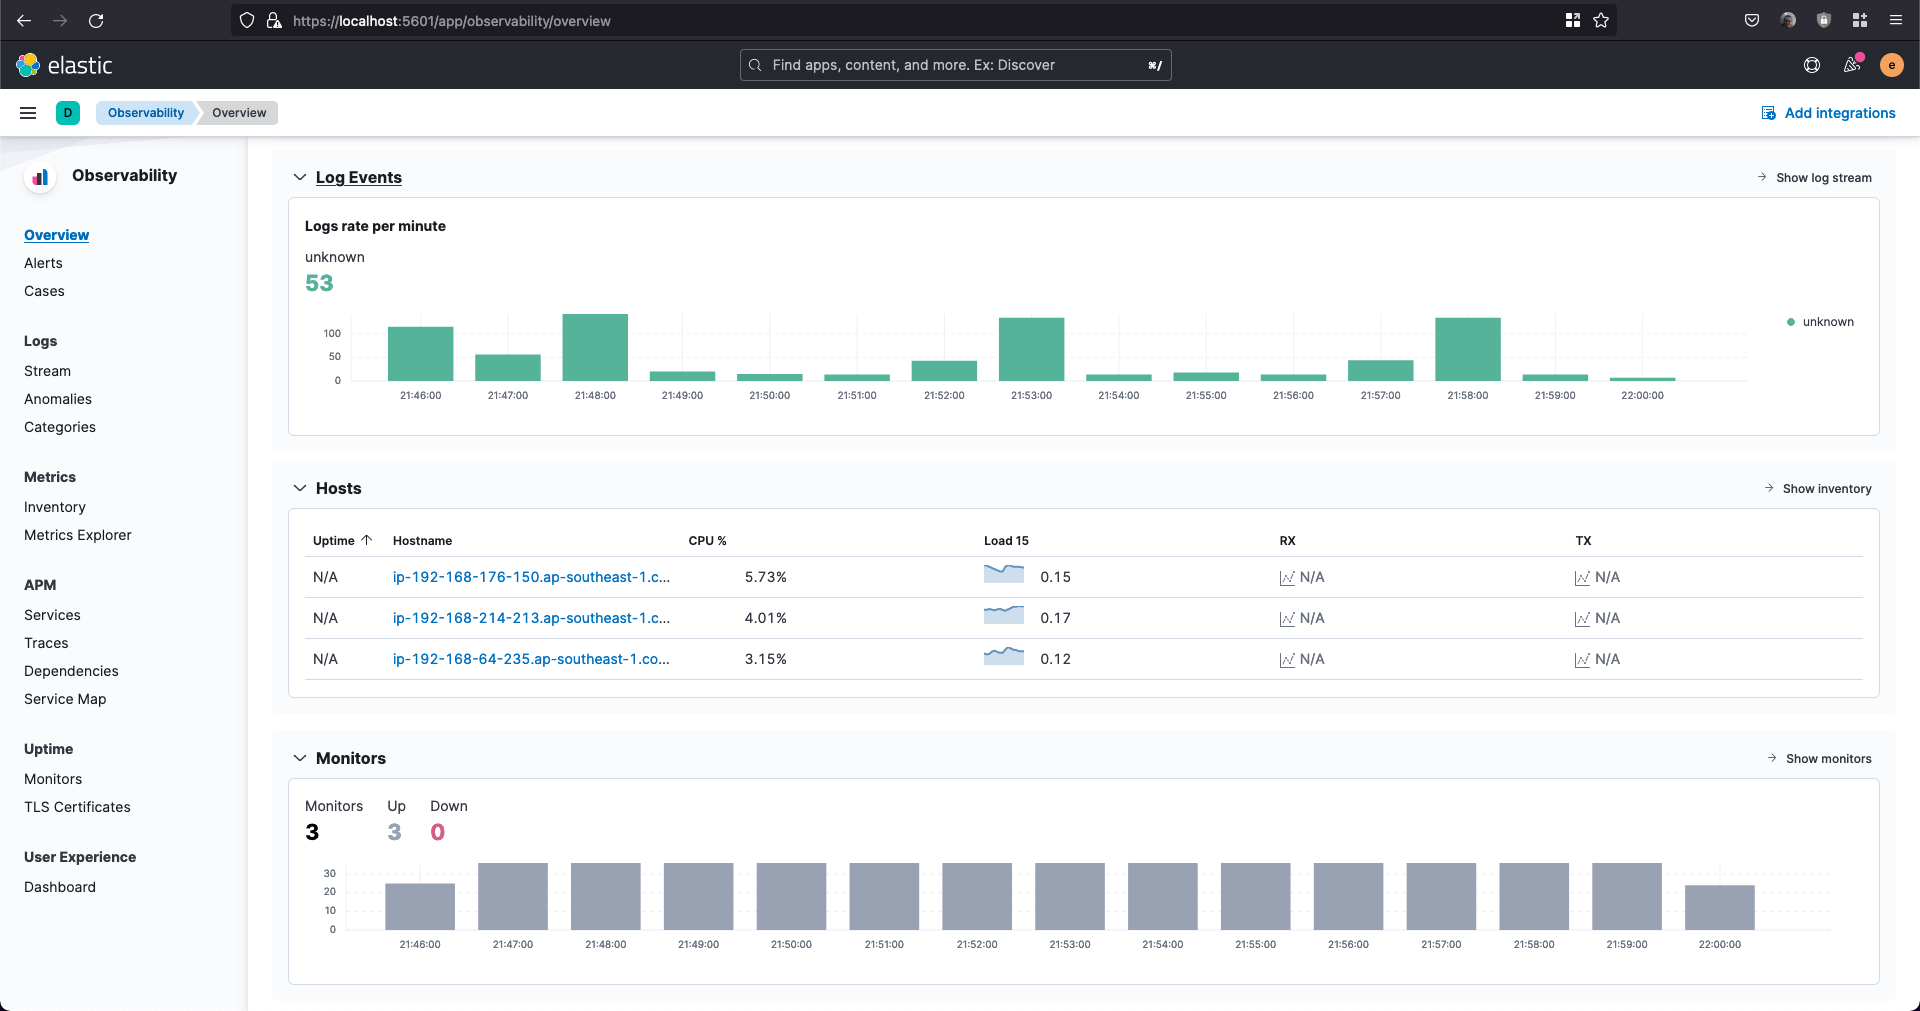 https://localhost:5601/app/observability/overview
elastic
Find apps, content, and more. Ex: Discover
⌘/
e
D
Observability
Overview
Add integrations
Observability
Overview
Alerts
Cases
Logs
Stream
Anomalies
Categories
Metrics
Inventory
Metrics Explorer
APM
Services
Traces
Dependencies
Service Map
Uptime
Monitors
TLS Certificates
User Experience
Dashboard
Log Events
Show log stream
Logs rate per minute
unknown
53
100
50
0
21:46:00 21:47:00 21:48:00 21:49:00 21:50:00 21:51:00 21:52:00 21:53:00 21:54:00 21:55:00 21:56:00 21:57:00 21:58:00 21:59:00 22:00:00
unknown
Hosts
Show inventory
Uptime Hostname CPU % Load 15 RX TX
N/A ip-192-168-176-150.ap-southeast-1.c... 5.73% 0.15 N/A N/A
N/A ip-192-168-214-213.ap-southeast-1.c... 4.01% 0.17 N/A N/A
N/A ip-192-168-64-235.ap-southeast-1.co... 3.15% 0.12 N/A N/A
Monitors
Show monitors
Monitors Up Down
3 3 0
30
20
10
0
21:46:00 21:47:00 21:48:00 21:49:00 21:50:00 21:51:00 21:52:00 21:53:00 21:54:00 21:55:00 21:56:00 21:57:00 21:58:00 21:59:00 22:00:00